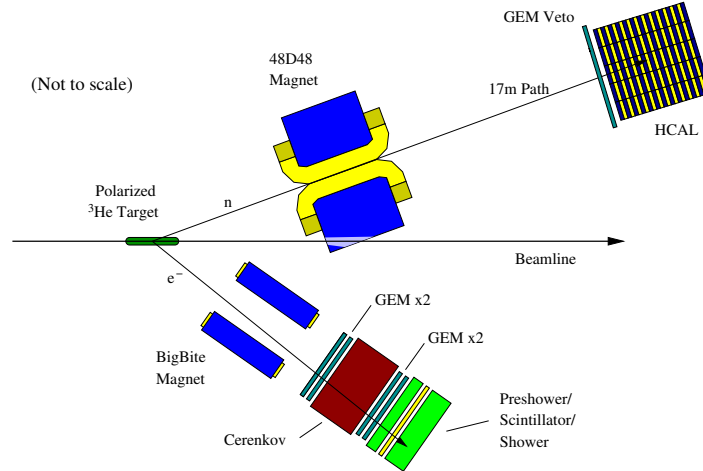 GEM Veto
48D48
Magnet
(Not to scale)
17m Path
HCAL
Polarized
³He Target
n
Beamline
e⁻
GEM x2
GEM x2
BigBite
Magnet
Preshower/
Scintillator/
Shower
Cerenkov